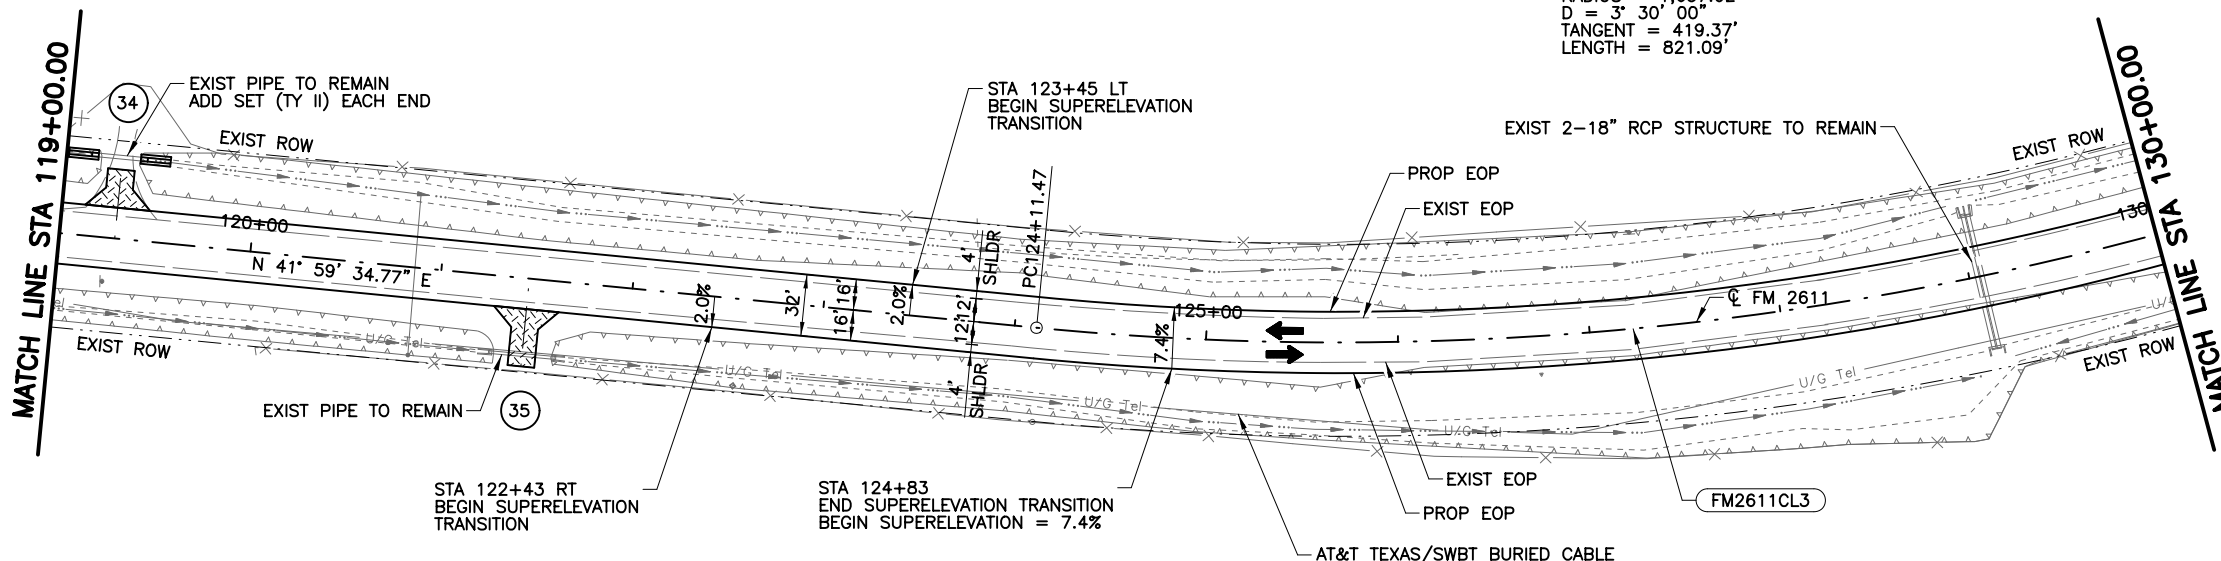 D = 3° 30' 00"
TANGENT = 419.37'
LENGTH = 821.09'
MATCH LINE STA 119+00.00
34
EXIST PIPE TO REMAIN
ADD SET (TY II) EACH END
EXIST ROW
STA 123+45 LT
BEGIN SUPERELEVATION
TRANSITION
EXIST 2-18" RCP STRUCTURE TO REMAIN
EXIST ROW
MATCH LINE STA 130+00.00
PROP EOP
EXIST EOP
PC124+11.47
4'
SHLDR
120+00
N 41° 59' 34.77" E
2.0%
32'
16'
16'
2.0%
12'
12'
4'
SHLDR
125+00
7.4%
℄ FM 2611
130
EXIST ROW
U/G Tel
U/G Tel
U/G Tel
U/G Tel
U/G Tel
EXIST ROW
EXIST PIPE TO REMAIN
35
STA 122+43 RT
BEGIN SUPERELEVATION
TRANSITION
STA 124+83
END SUPERELEVATION TRANSITION
BEGIN SUPERELEVATION = 7.4%
EXIST EOP
PROP EOP
FM2611CL3
AT&T TEXAS/SWBT BURIED CABLE